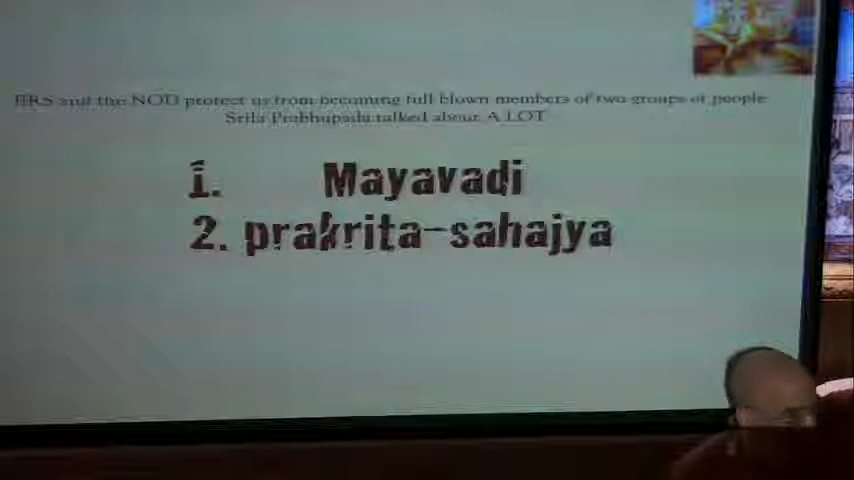 BRS and the NOD protect us from becoming full blown members of two groups of people
Srila Prabhupada talked about A LOT
1. Mayavadi
2. prakrita-sahajya